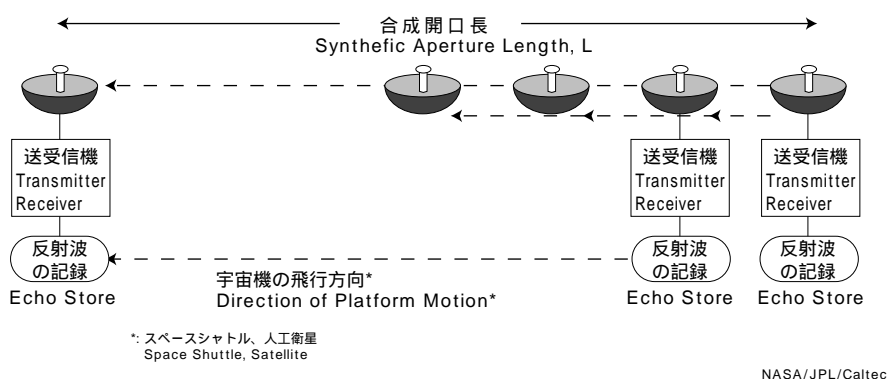 合成開口長
Synthefic Aperture Length, L
送受信機
Transmitter
Receiver
反射波
の記録
Echo Store
送受信機
Transmitter
Receiver
反射波
の記録
Echo Store
送受信機
Transmitter
Receiver
反射波
の記録
Echo Store
宇宙機の飛行方向*
Direction of Platform Motion*
*: スペースシャトル、人工衛星
Space Shuttle, Satellite
NASA/JPL/Caltec